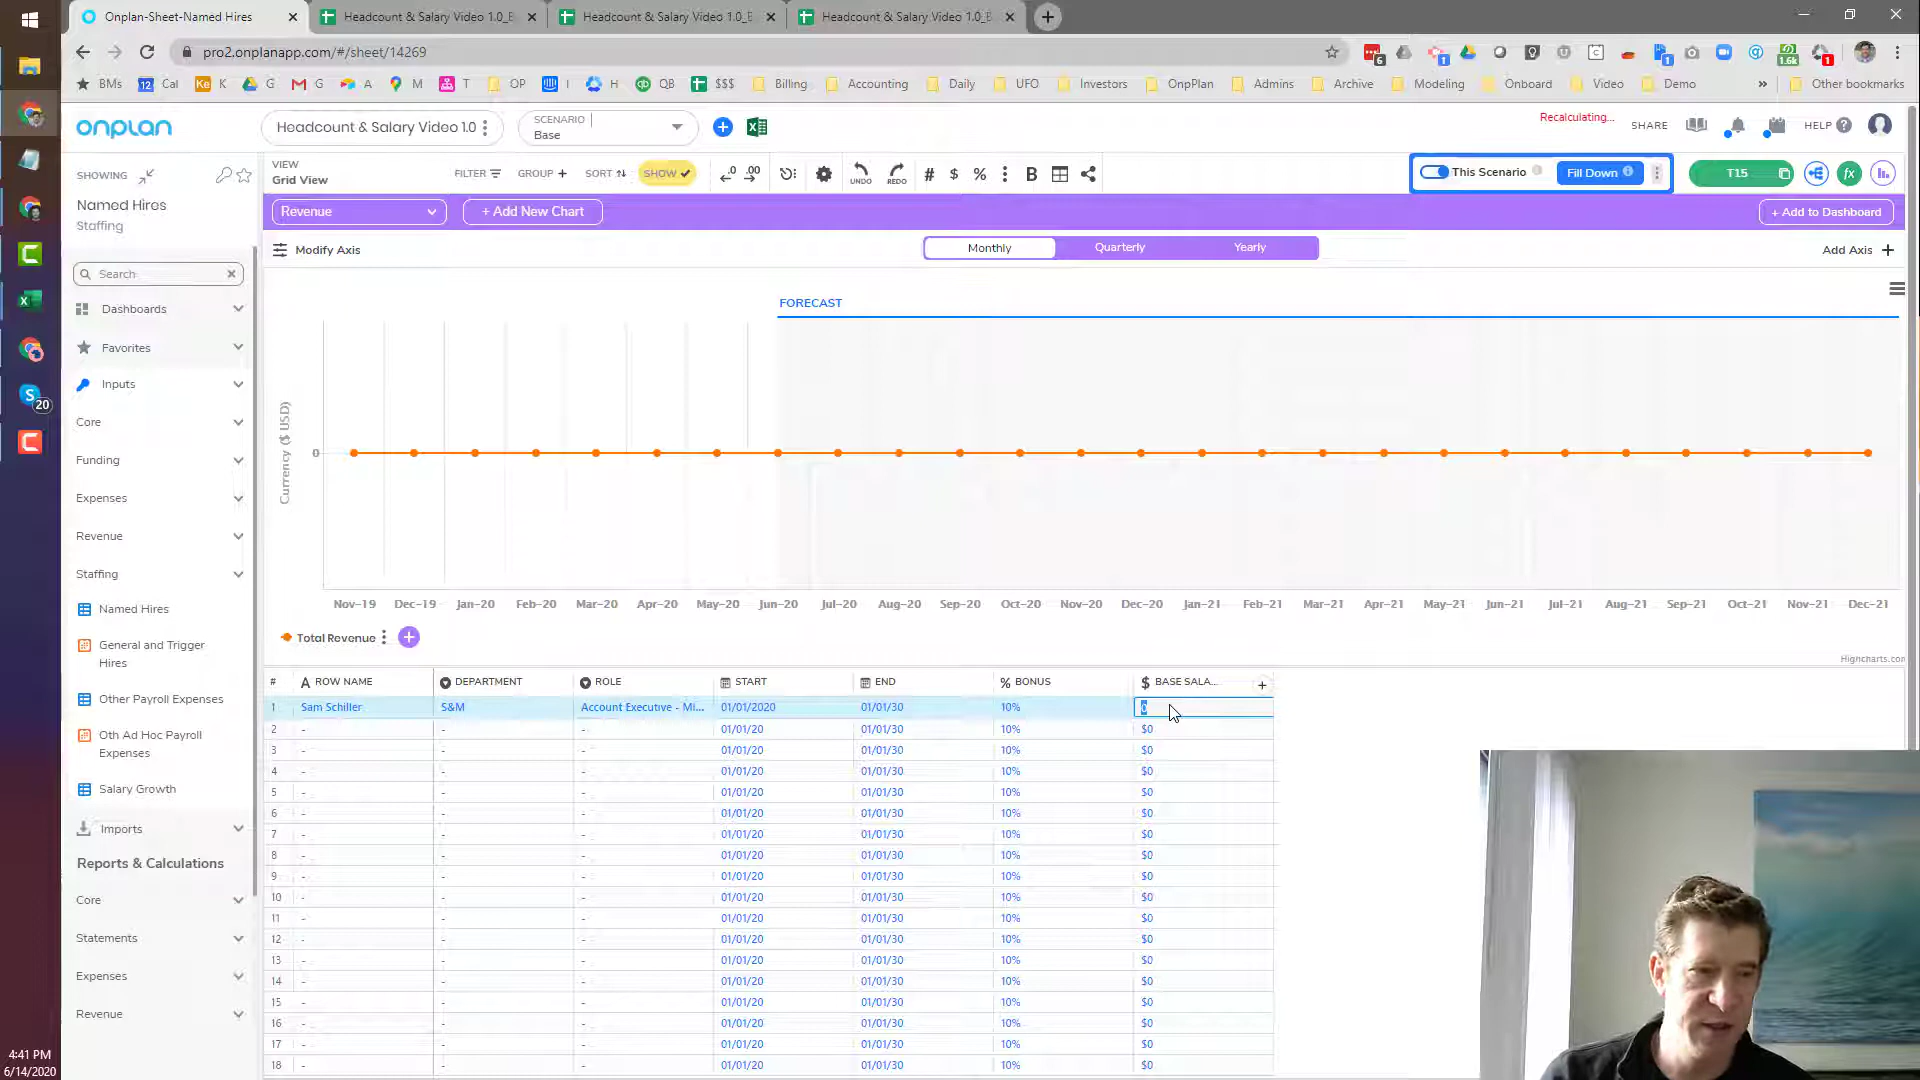 Onplan-Sheet-Named Hires
Headcount & Salary Video 1.0_E
Headcount & Salary Video 1.0_E
Headcount & Salary Video 1.0_E
pro2.onplanapp.com/#/sheet/14269
6 1 1.6k 1 1
BMs 12 Cal Ke K G M G A M T OP I H QB $$$ Billing Accounting Daily UFO Investors OnpPlan Admins Archive Modeling Onboard Video Demo » Other bookmarks
onplan
Headcount & Salary Video 1.0
SCENARIO
Base
Recalculating...
SHARE
HELP
SHOWING
Named Hires
Staffing
VIEW
Grid View
FILTER GROUP + SORT SHOW
.0 .00
UNDO REDO # $ % B
This Scenario Fill Down T15 fx
Revenue + Add New Chart + Add to Dashboard
Modify Axis Monthly Quarterly Yearly Add Axis +
Search
Dashboards
Favorites
Inputs
Core
Funding
Expenses
Revenue
Staffing
Named Hires
General and Trigger
Hires
Other Payroll Expenses
Oth Ad Hoc Payroll
Expenses
Salary Growth
Imports
Reports & Calculations
Core
Statements
Expenses
Revenue
FORECAST
Currency ($ USD)
0
Nov-19 Dec-19 Jan-20 Feb-20 Mar-20 Apr-20 May-20 Jun-20 Jul-20 Aug-20 Sep-20 Oct-20 Nov-20 Dec-20 Jan-21 Feb-21 Mar-21 Apr-21 May-21 Jun-21 Jul-21 Aug-21 Sep-21 Oct-21 Nov-21 Dec-21
Total Revenue
Highcharts.com
# A ROW NAME DEPARTMENT ROLE START END % BONUS $ BASE SALA... +
1 Sam Schiller S&M Account Executive - Mi... 01/01/2020 01/01/30 10% 0
2 - - - 01/01/20 01/01/30 10% $0
3 - - - 01/01/20 01/01/30 10% $0
4 - - - 01/01/20 01/01/30 10% $0
5 - - - 01/01/20 01/01/30 10% $0
6 - - - 01/01/20 01/01/30 10% $0
7 - - - 01/01/20 01/01/30 10% $0
8 - - - 01/01/20 01/01/30 10% $0
9 - - - 01/01/20 01/01/30 10% $0
10 - - - 01/01/20 01/01/30 10% $0
11 - - - 01/01/20 01/01/30 10% $0
12 - - - 01/01/20 01/01/30 10% $0
13 - - - 01/01/20 01/01/30 10% $0
14 - - - 01/01/20 01/01/30 10% $0
15 - - - 01/01/20 01/01/30 10% $0
16 - - - 01/01/20 01/01/30 10% $0
17 - - - 01/01/20 01/01/30 10% $0
18 - - - 01/01/20 01/01/30 10% $0
20
4:41 PM
6/14/2020